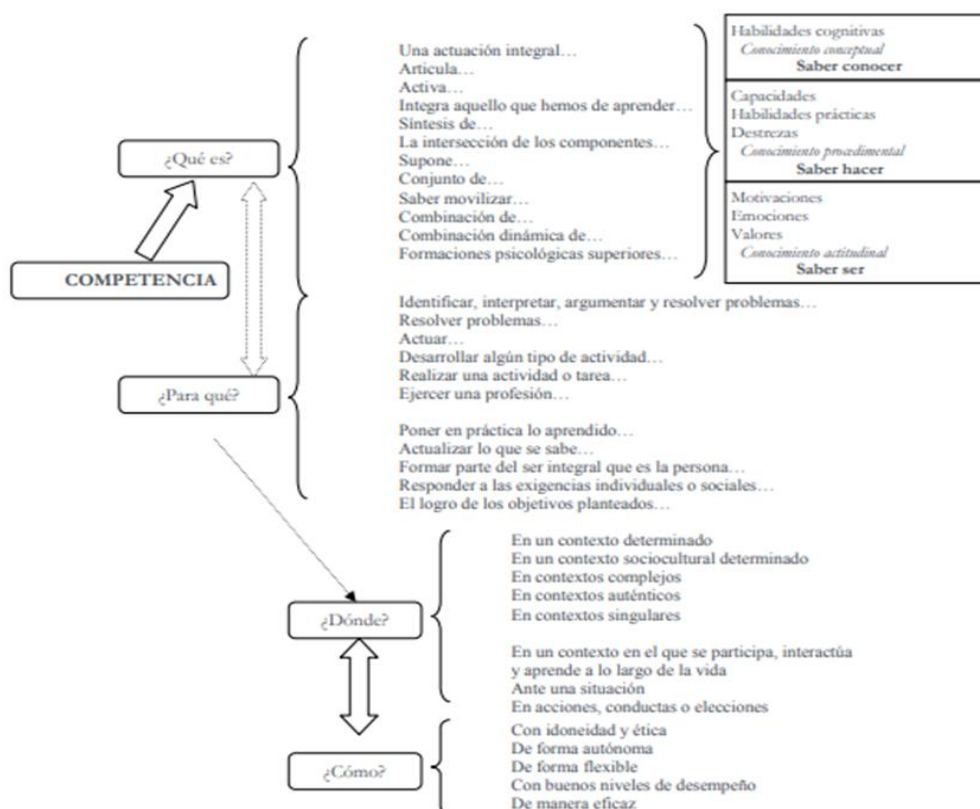 Habilidades cognitivas
Conocimiento conceptual
Saber conocer
Capacidades
Habilidades prácticas
Destrezas
Conocimiento procedimental
Saber hacer
Motivaciones
Emociones
Valores
Conocimiento actitudinal
Saber ser
Una actuación integral…
Articula…
Activa…
Integra aquello que hemos de aprender…
Síntesis de…
La intersección de los componentes…
Supone…
Conjunto de…
Saber movilizar…
Combinación de…
Combinación dinámica de…
Formaciones psicológicas superiores…
¿Qué es?
COMPETENCIA
¿Para qué?
Identificar, interpretar, argumentar y resolver problemas…
Resolver problemas…
Actuar…
Desarrollar algún tipo de actividad…
Realizar una actividad o tarea…
Ejercer una profesión…
Poner en práctica lo aprendido…
Actualizar lo que se sabe…
Formar parte del ser integral que es la persona…
Responder a las exigencias individuales o sociales…
El logro de los objetivos planteados…
¿Dónde?
En un contexto determinado
En un contexto sociocultural determinado
En contextos complejos
En contextos auténticos
En contextos singulares
En un contexto en el que se participa, interactúa
y aprende a lo largo de la vida
Ante una situación
En acciones, conductas o elecciones
¿Cómo?
Con idoneidad y ética
De forma autónoma
De forma flexible
Con buenos niveles de desempeño
De manera eficaz